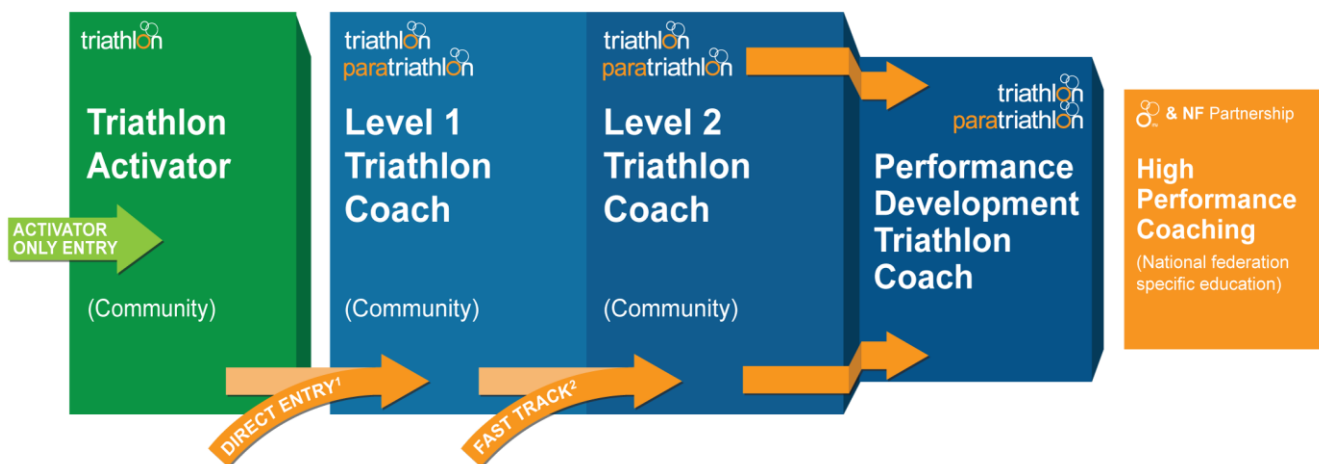 triathlon
Triathlon
Activator
ACTIVATOR
ONLY ENTRY
(Community)
DIRECT ENTRY¹
triathlon
paratriathlon
Level 1
Triathlon
Coach
(Community)
FAST TRACK²
triathlon
paratriathlon
Level 2
Triathlon
Coach
(Community)
triathlon
paratriathlon
Performance
Development
Triathlon
Coach
& NF Partnership
High
Performance
Coaching
(National federation
specific education)